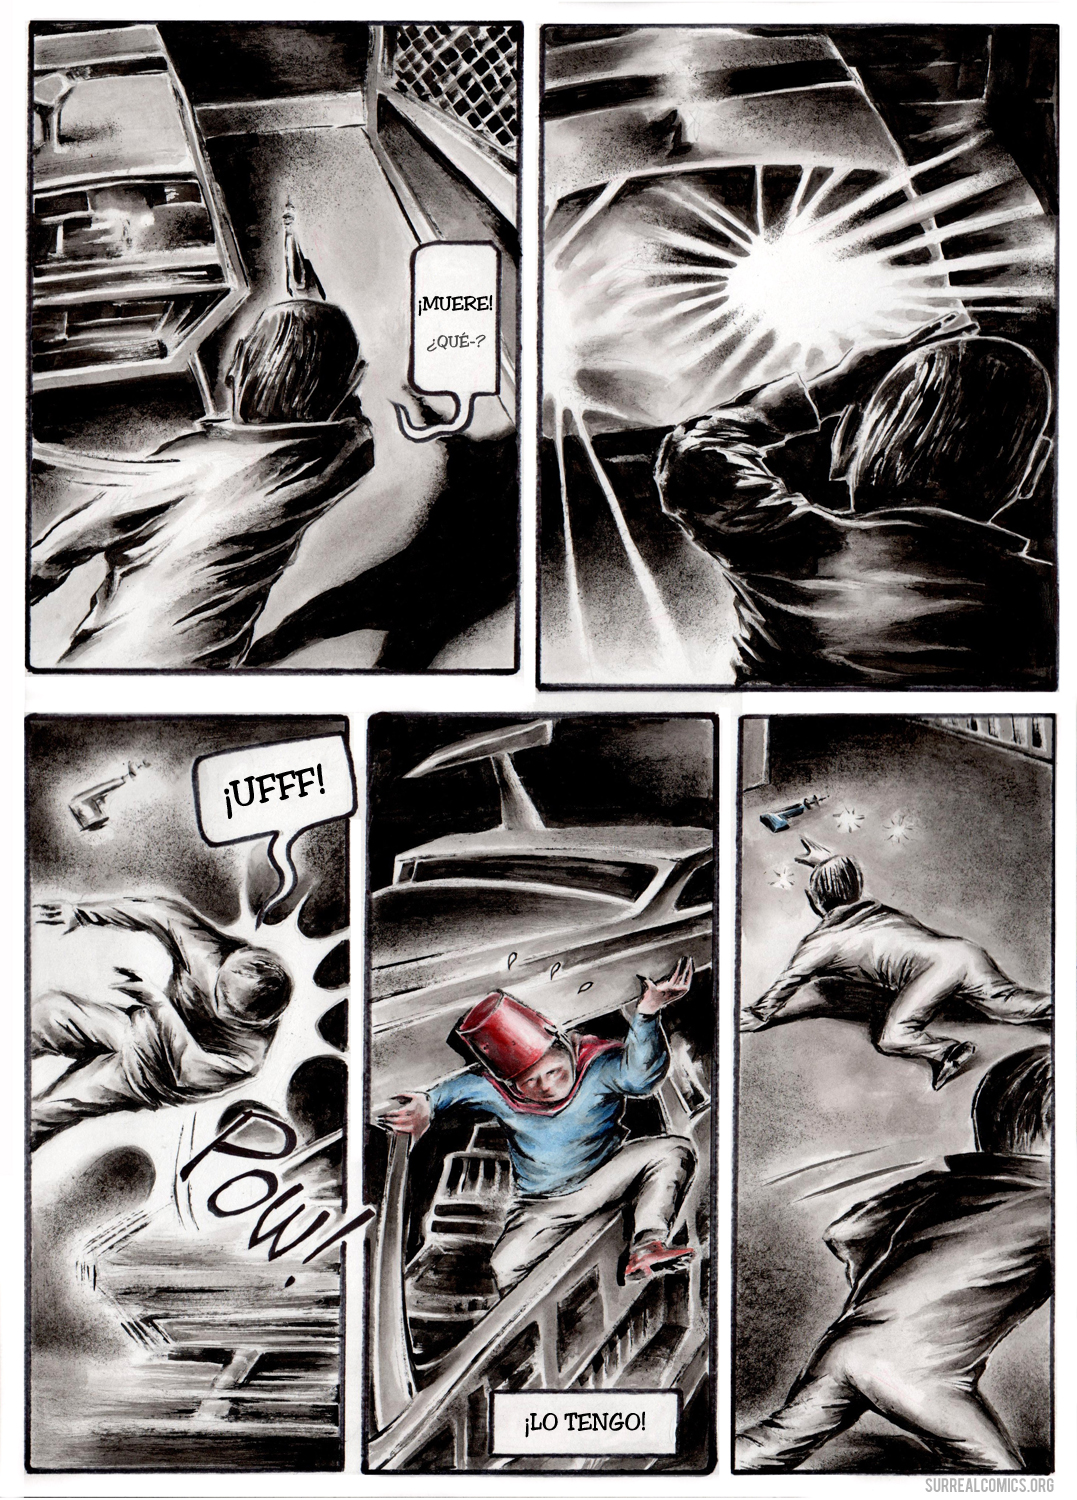 ¡MUERE!
¿QUÉ-?
¡UFFF!
POW!
¡LO TENGO!
SURREALCOMICS.ORG